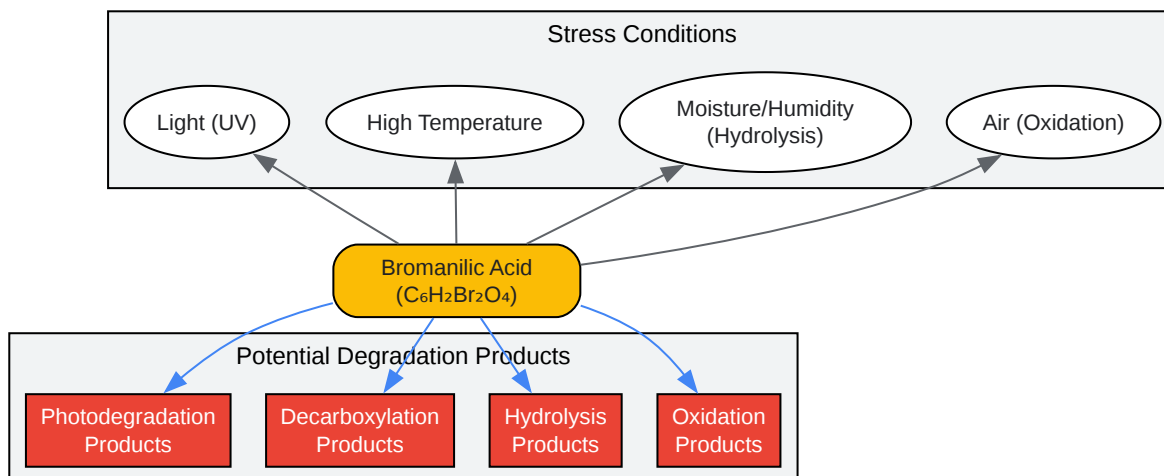 Stress Conditions
Light (UV)
High Temperature
Moisture/Humidity
(Hydrolysis)
Air (Oxidation)
Bromanilic Acid
(C₆H₂Br₂O₄)
Potential Degradation Products
Photodegradation
Products
Decarboxylation
Products
Hydrolysis
Products
Oxidation
Products